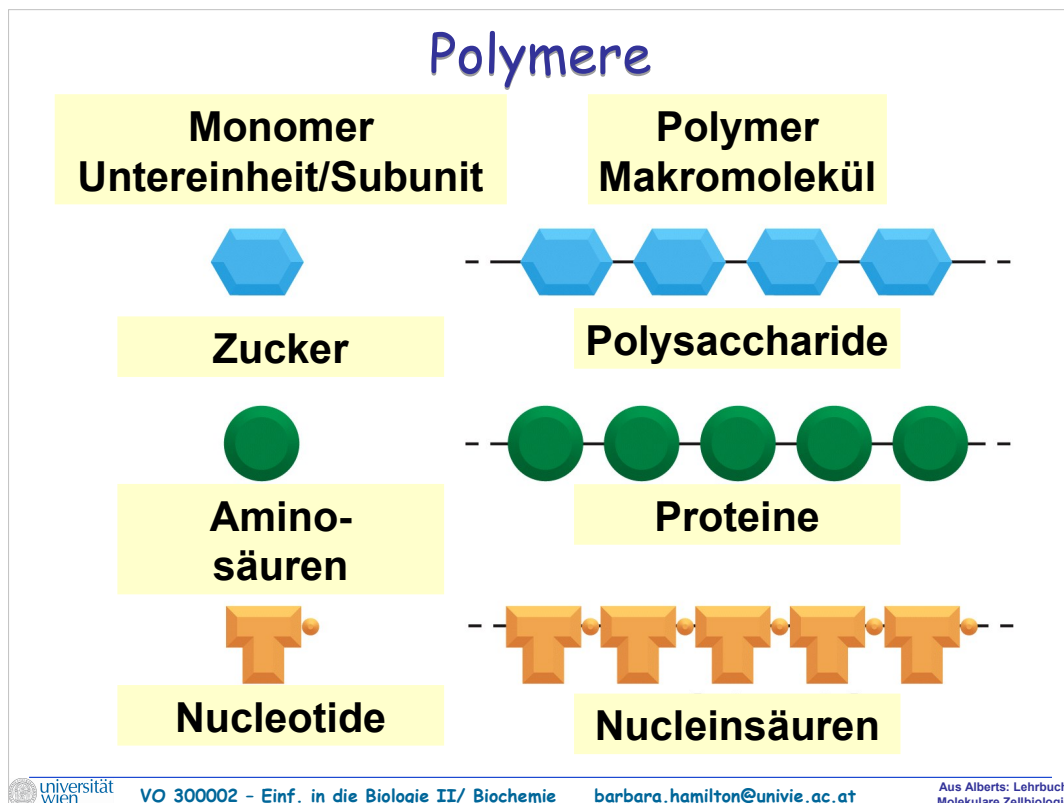 Polymere
Monomer
Untereinheit/Subunit
Polymer
Makromolekül
Zucker
Polysaccharide
Amino-
säuren
Proteine
Nucleotide
Nucleinsäuren
universität
wien
VO 300002 - Einf. in die Biologie II/ Biochemie
barbara.hamilton@univie.ac.at
Aus Alberts: Lehrbuch
Molekulare